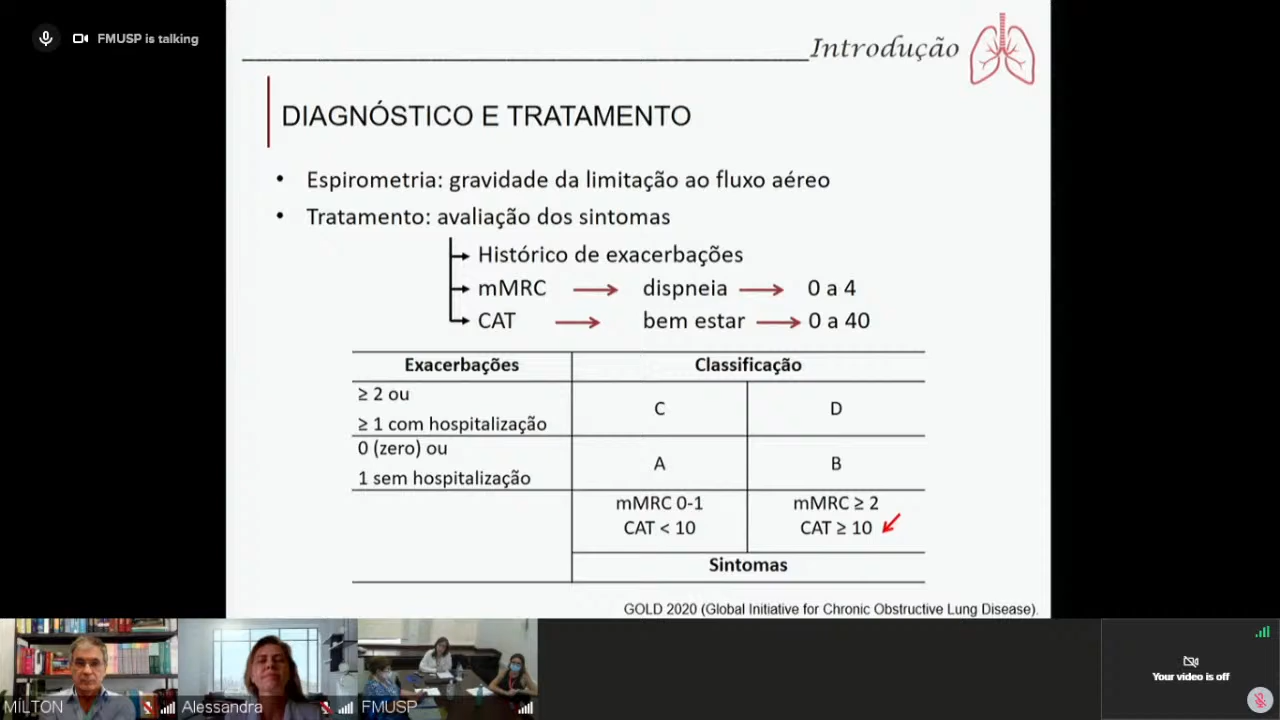 FMUSP is talking
Introdução
DIAGNÓSTICO E TRATAMENTO
• Espirometria: gravidade da limitação ao fluxo aéreo
• Tratamento: avaliação dos sintomas
Histórico de exacerbações
mMRC dispneia 0 a 4
CAT bem estar 0 a 40
Exacerbações Classificação
≥ 2 ou
≥ 1 com hospitalização
C D
0 (zero) ou
1 sem hospitalização
A B
mMRC 0-1 mMRC ≥ 2
CAT < 10 CAT ≥ 10
Sintomas
GOLD 2020 (Global Initiative for Chronic Obstructive Lung Disease).
MILTON
Alessandra
FMUSP
Your video is off